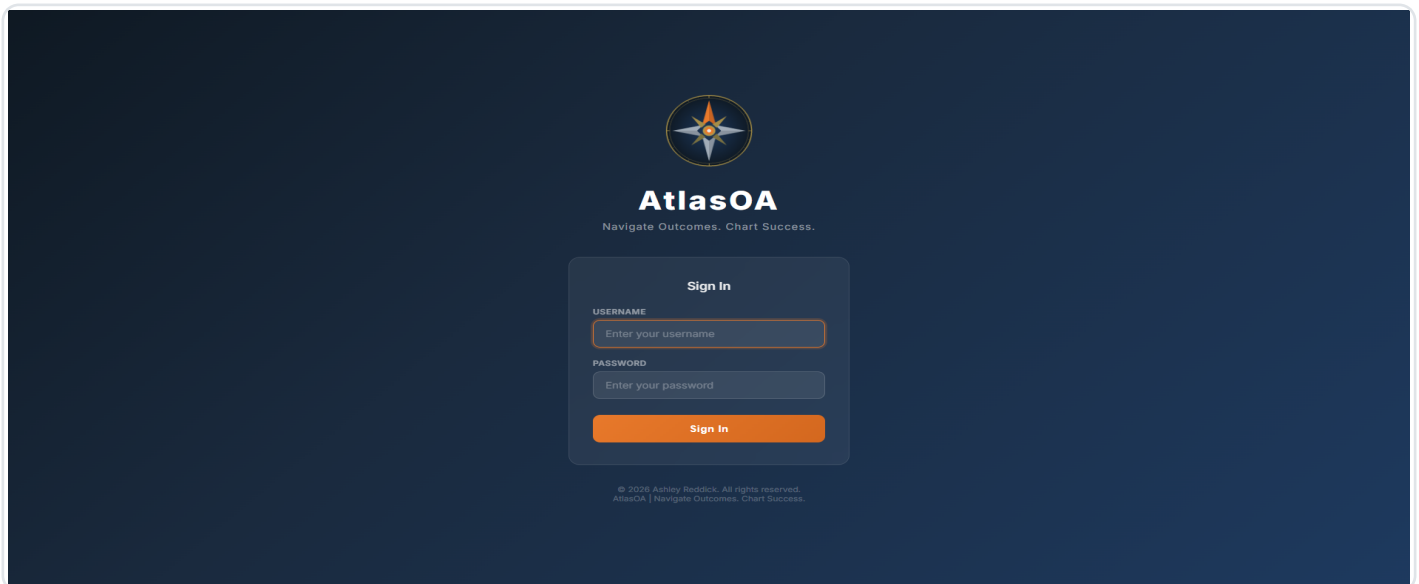 AtlasOA
Navigate Outcomes. Chart Success.
Sign In
USERNAME
Enter your username
PASSWORD
Enter your password
Sign In
© 2026 Ashley Reddick. All rights reserved.
AtlasOA | Navigate Outcomes. Chart Success.